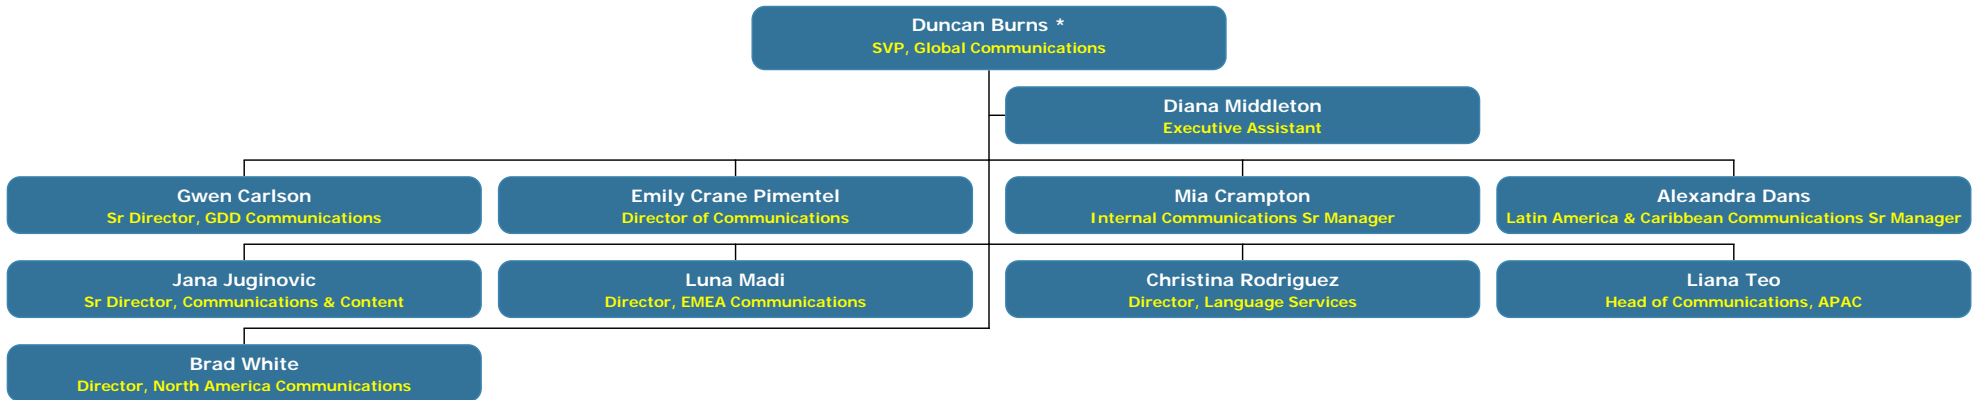 Duncan Burns *
SVP, Global Communications
Diana Middleton
Executive Assistant
Gwen Carlson
Sr Director, GDD Communications
Emily Crane Pimentel
Director of Communications
Mia Crampton
Internal Communications Sr Manager
Alexandra Dans
Latin America & Caribbean Communications Sr Manager
Jana Juginovic
Sr Director, Communications & Content
Luna Madi
Director, EMEA Communications
Christina Rodriguez
Director, Language Services
Liana Teo
Head of Communications, APAC
Brad White
Director, North America Communications